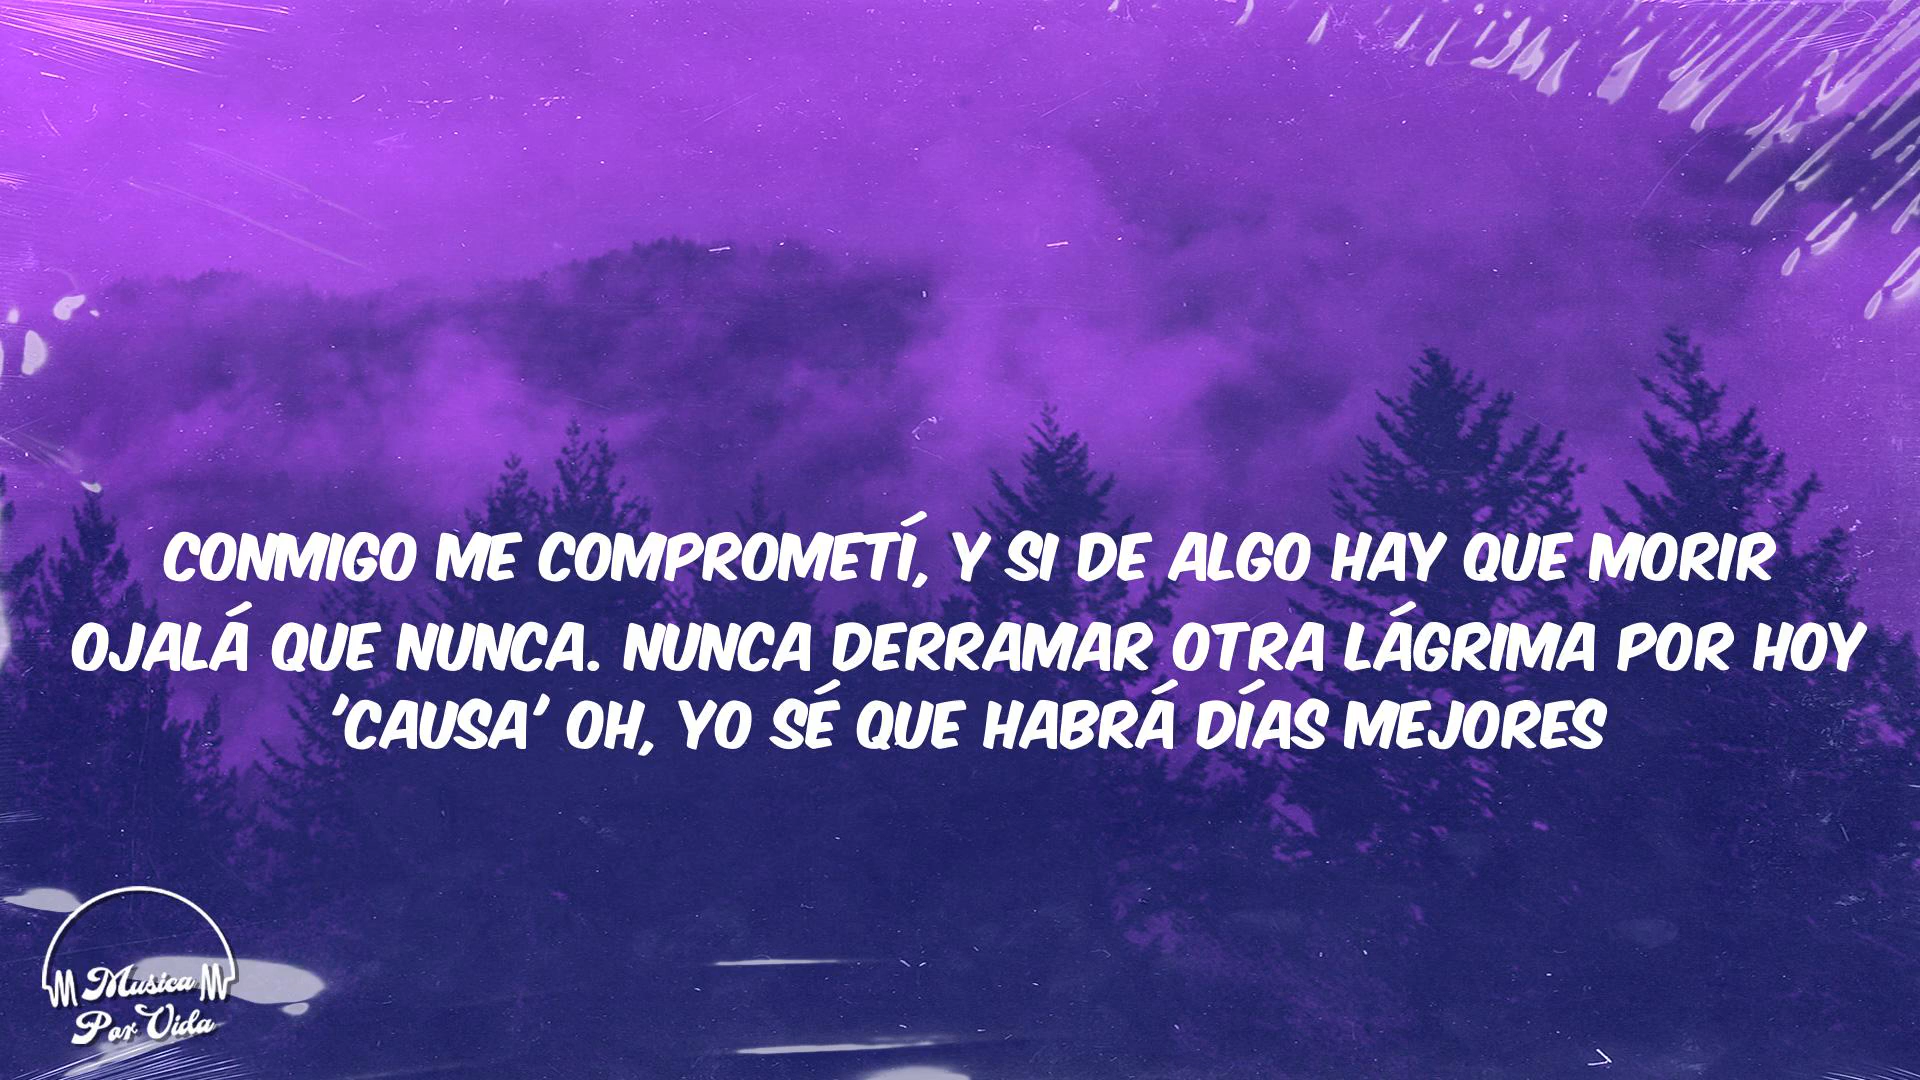 CONMIGO ME COMPROMETÍ, Y SI DE ALGO HAY QUE MORIR
OJALÁ QUE NUNCA. NUNCA DERRAMAR OTRA LÁGRIMA POR HOY
'CAUSA' OH, YO SÉ QUE HABRÁ DÍAS MEJORES
Musica
Por Vida